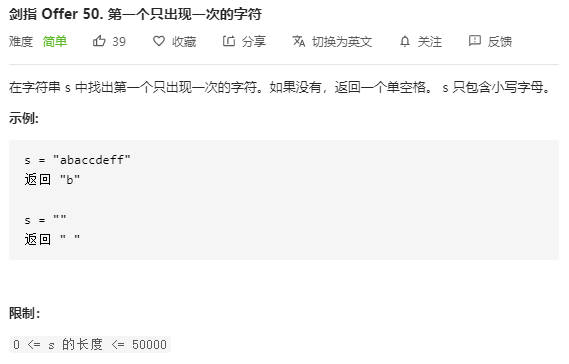 剑指 Offer 50. 第一个只出现一次的字符
难度 简单 39 收藏 分享 切换为英文 关注 反馈
在字符串 s 中找出第一个只出现一次的字符。如果没有，返回一个单空格。 s 只包含小写字母。
示例:
s = "abaccdeff"
返回 "b"
s = ""
返回 " "
限制：
0 <= s 的长度 <= 50000